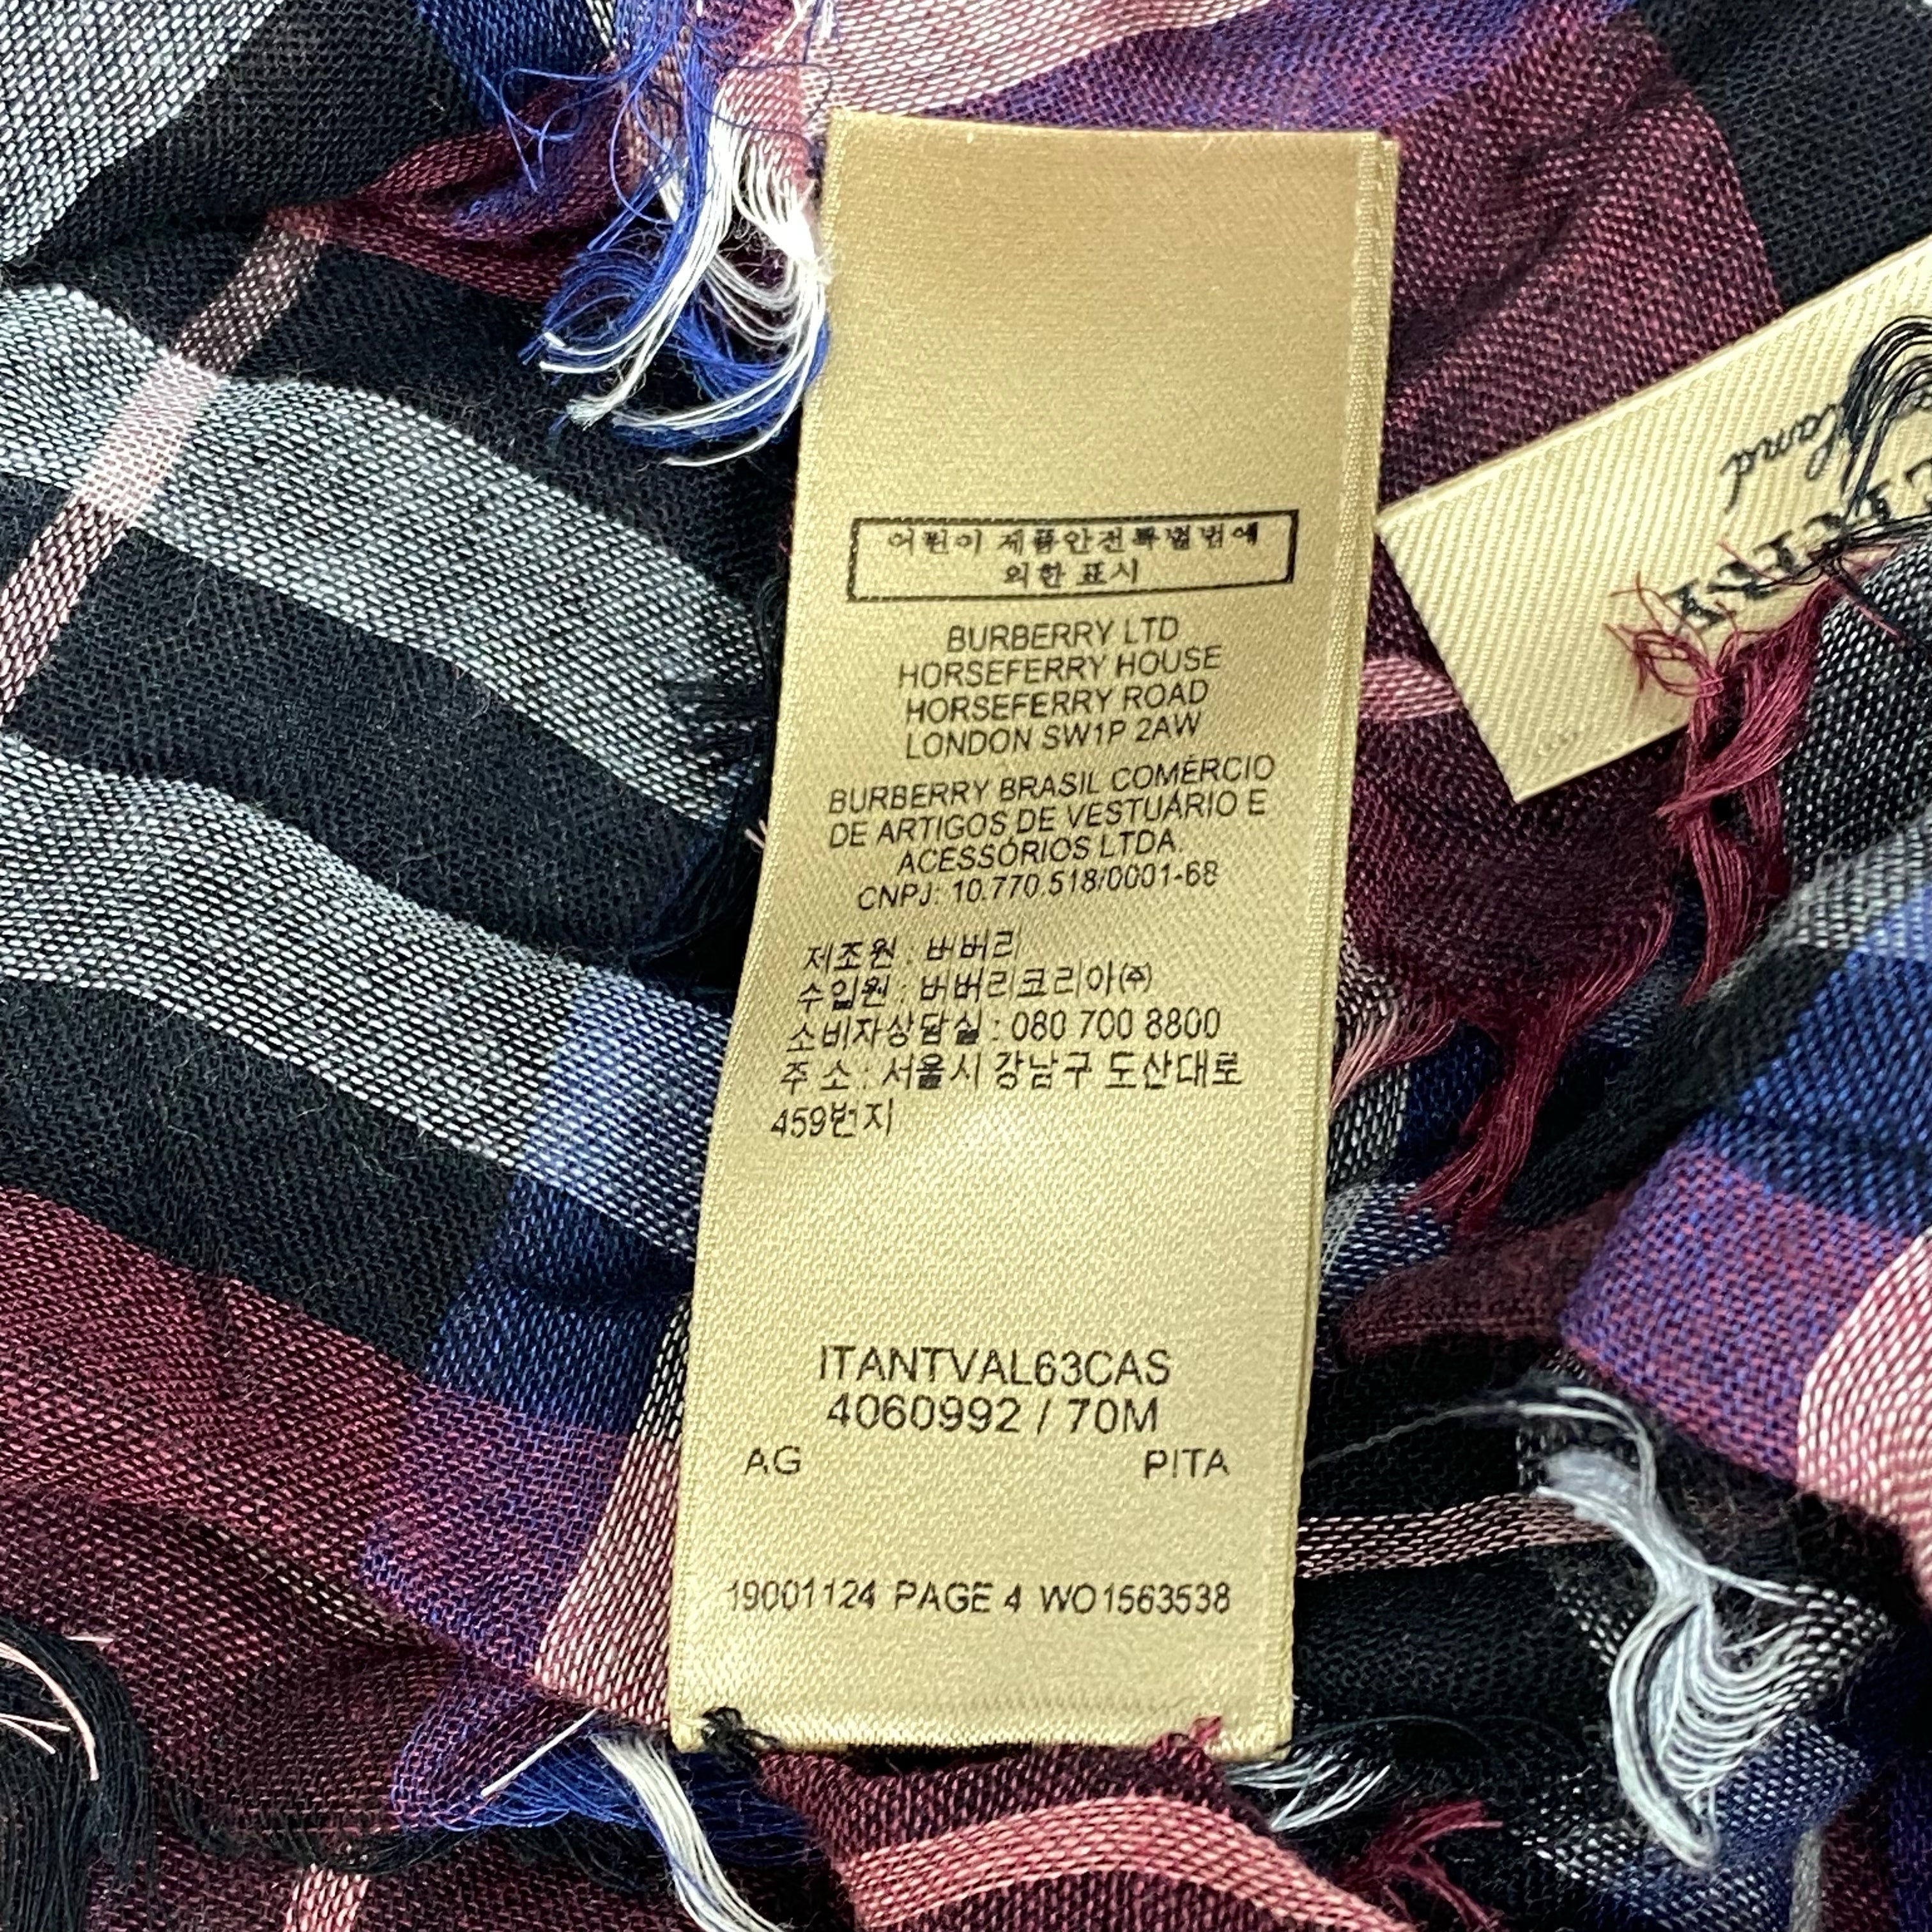 어린이 제품안전특별법에
의한 표시
BURBERRY LTD
HORSEFERRY HOUSE
HORSEFERRY ROAD
LONDON SW1P 2AW
BURBERRY BRASIL COMÉRCIO
DE ARTIGOS DE VESTUÁRIO E
ACESSÓRIOS LTDA.
CNPJ: 10.770.518/0001-68
제조원 : 버버리
수입원 : 버버리코리아㈜
소비자상담실 : 080 700 8800
주 소 : 서울시 강남구 도산대로
459번지
ITANTVAL63CAS
4060992 / 70M
AG PITA
19001124 PAGE 4 WO1563538